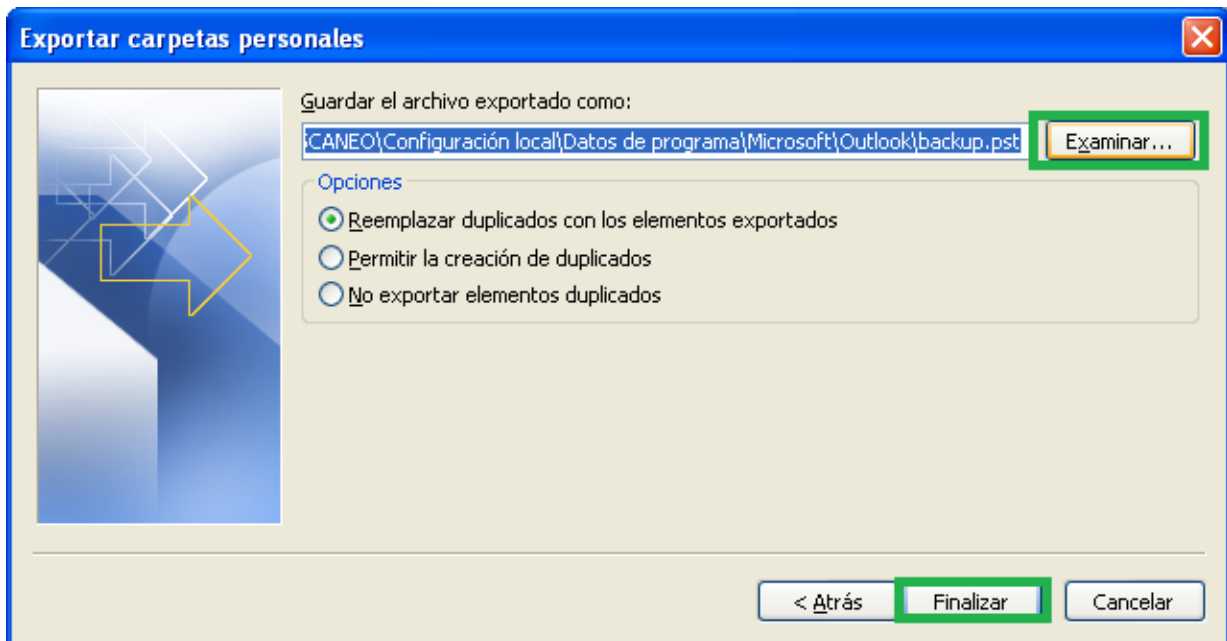 Exportar carpetas personales
Guardar el archivo exportado como:
CANEO\Configuración local\Datos de programa\Microsoft\Outlook\backup.pst Examinar...
Opciones
Reemplazar duplicados con los elementos exportados
Permitir la creación de duplicados
No exportar elementos duplicados
< Atrás Finalizar Cancelar